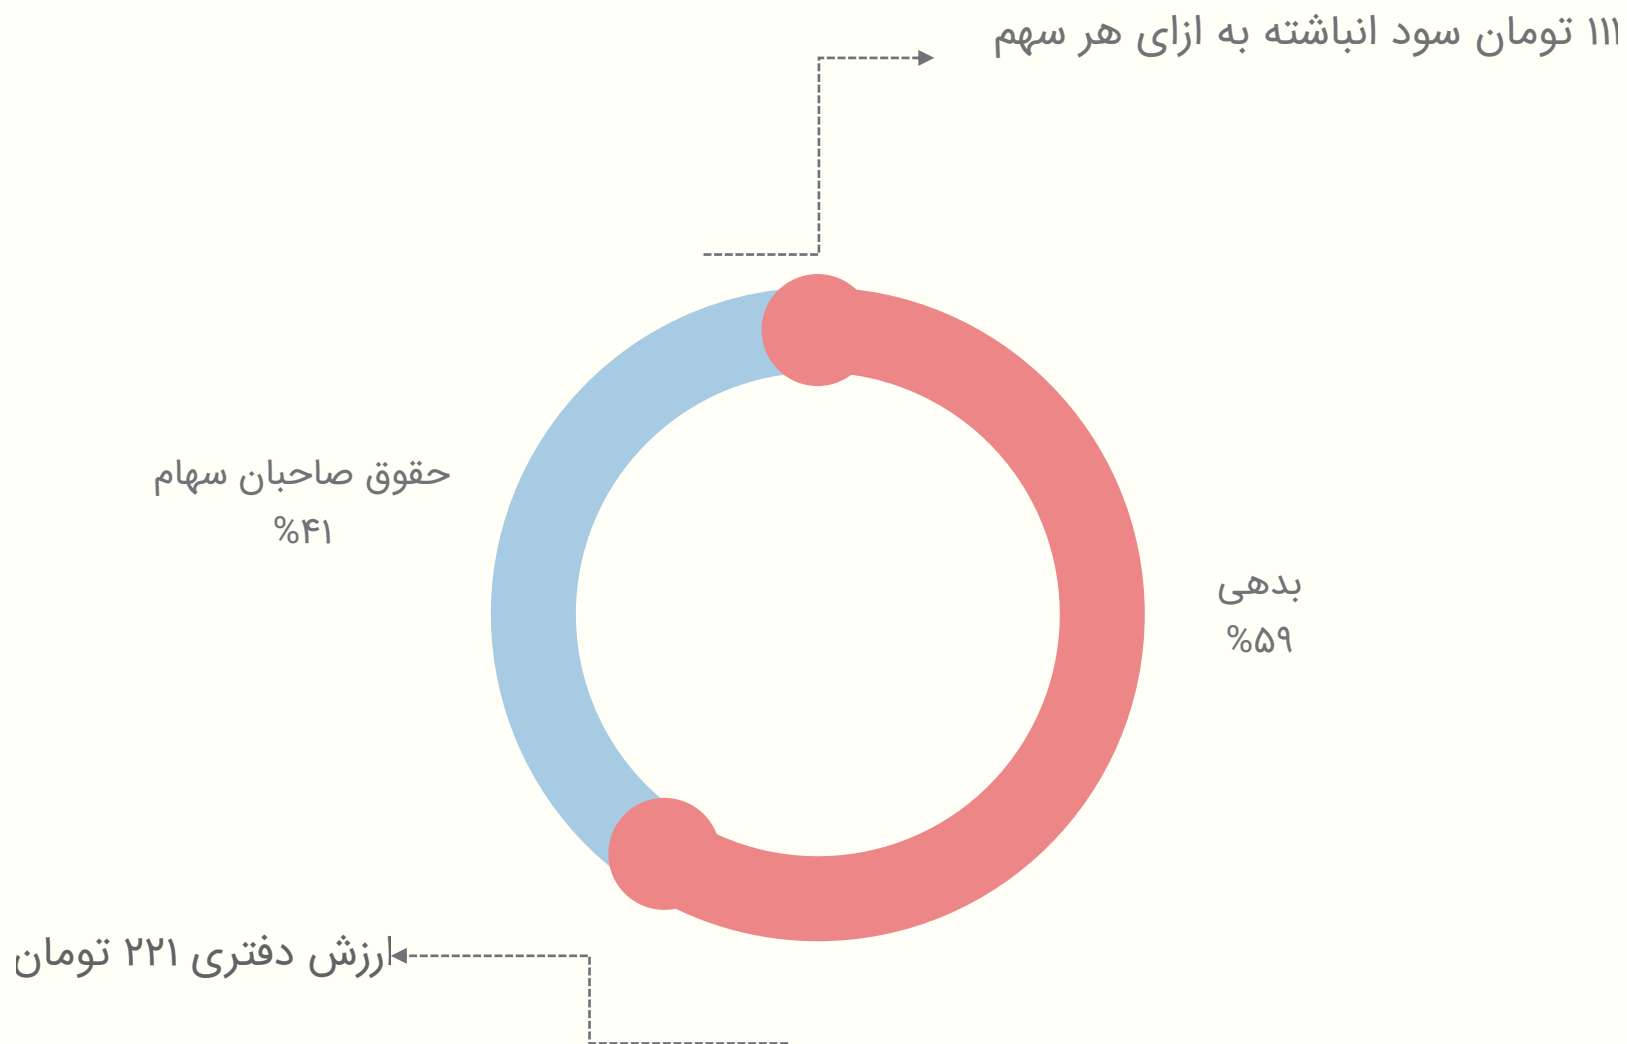 ۱۱۱ تومان سود انباشته به ازای هر سهم
حقوق صاحبان سهام
%۴۱
بدهی
%۵۹
ارزش دفتری ۲۲۱ تومان